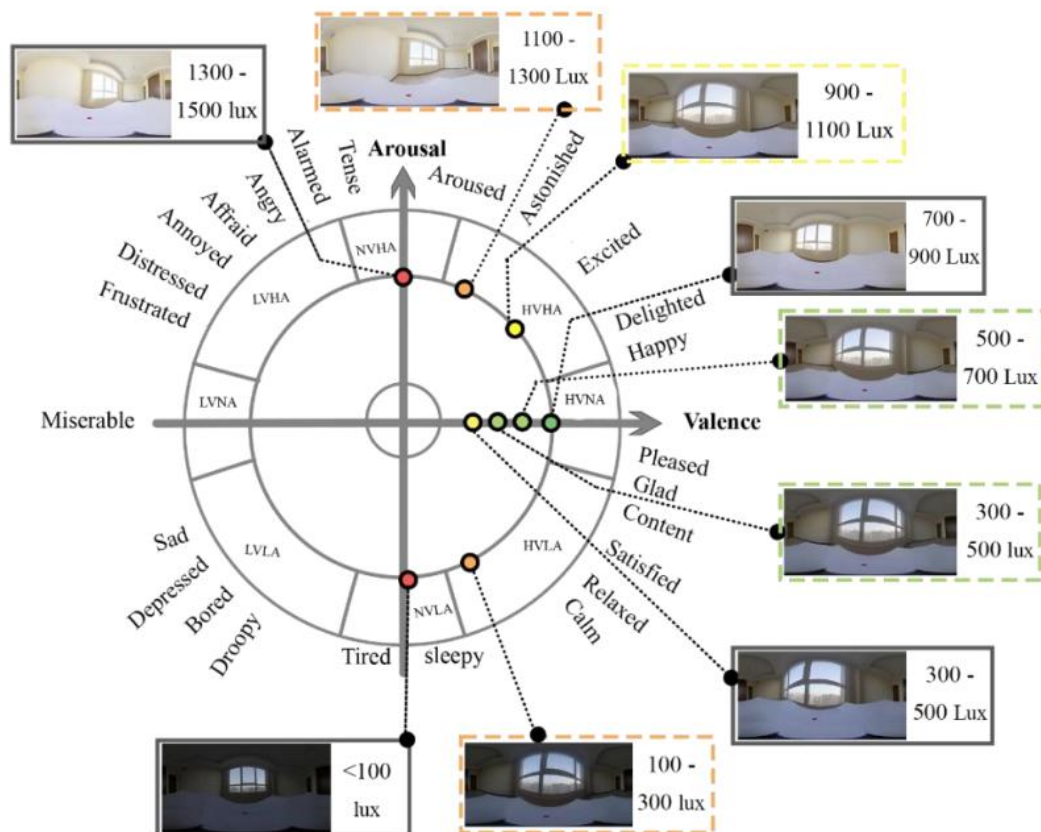 1300 -
1500 lux
1100 -
1300 Lux
900 -
1100 Lux
700 -
900 Lux
500 -
700 Lux
300 -
500 lux
300 -
500 Lux
100 -
300 lux
<100
lux
Arousal
Valence
Miserable
Frustrated
Distressed
Annoyed
Affraid
Angry
Alarmed
Tense
Aroused
Astonished
Excited
Delighted
Happy
Pleased
Glad
Content
Satisfied
Relaxed
Calm
sleepy
Tired
Droopy
Bored
Depressed
Sad
NVHA
LVHA
HVHA
LVNA
HVNA
LVLA
HVLA
NVLA